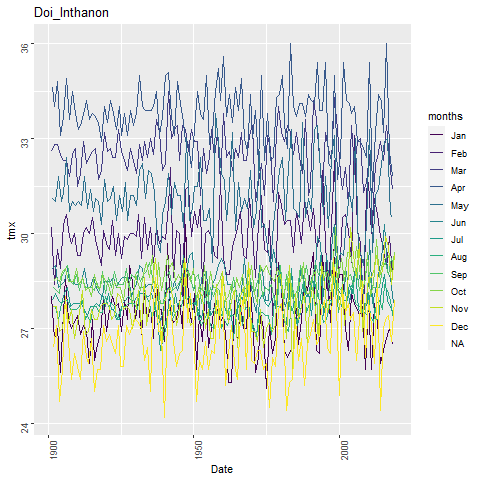 Doi_Inthanon
tmx
36
33
30
27
24
1900
1950
2000
Date
months
Jan
Feb
Mar
Apr
May
Jun
Jul
Aug
Sep
Oct
Nov
Dec
NA